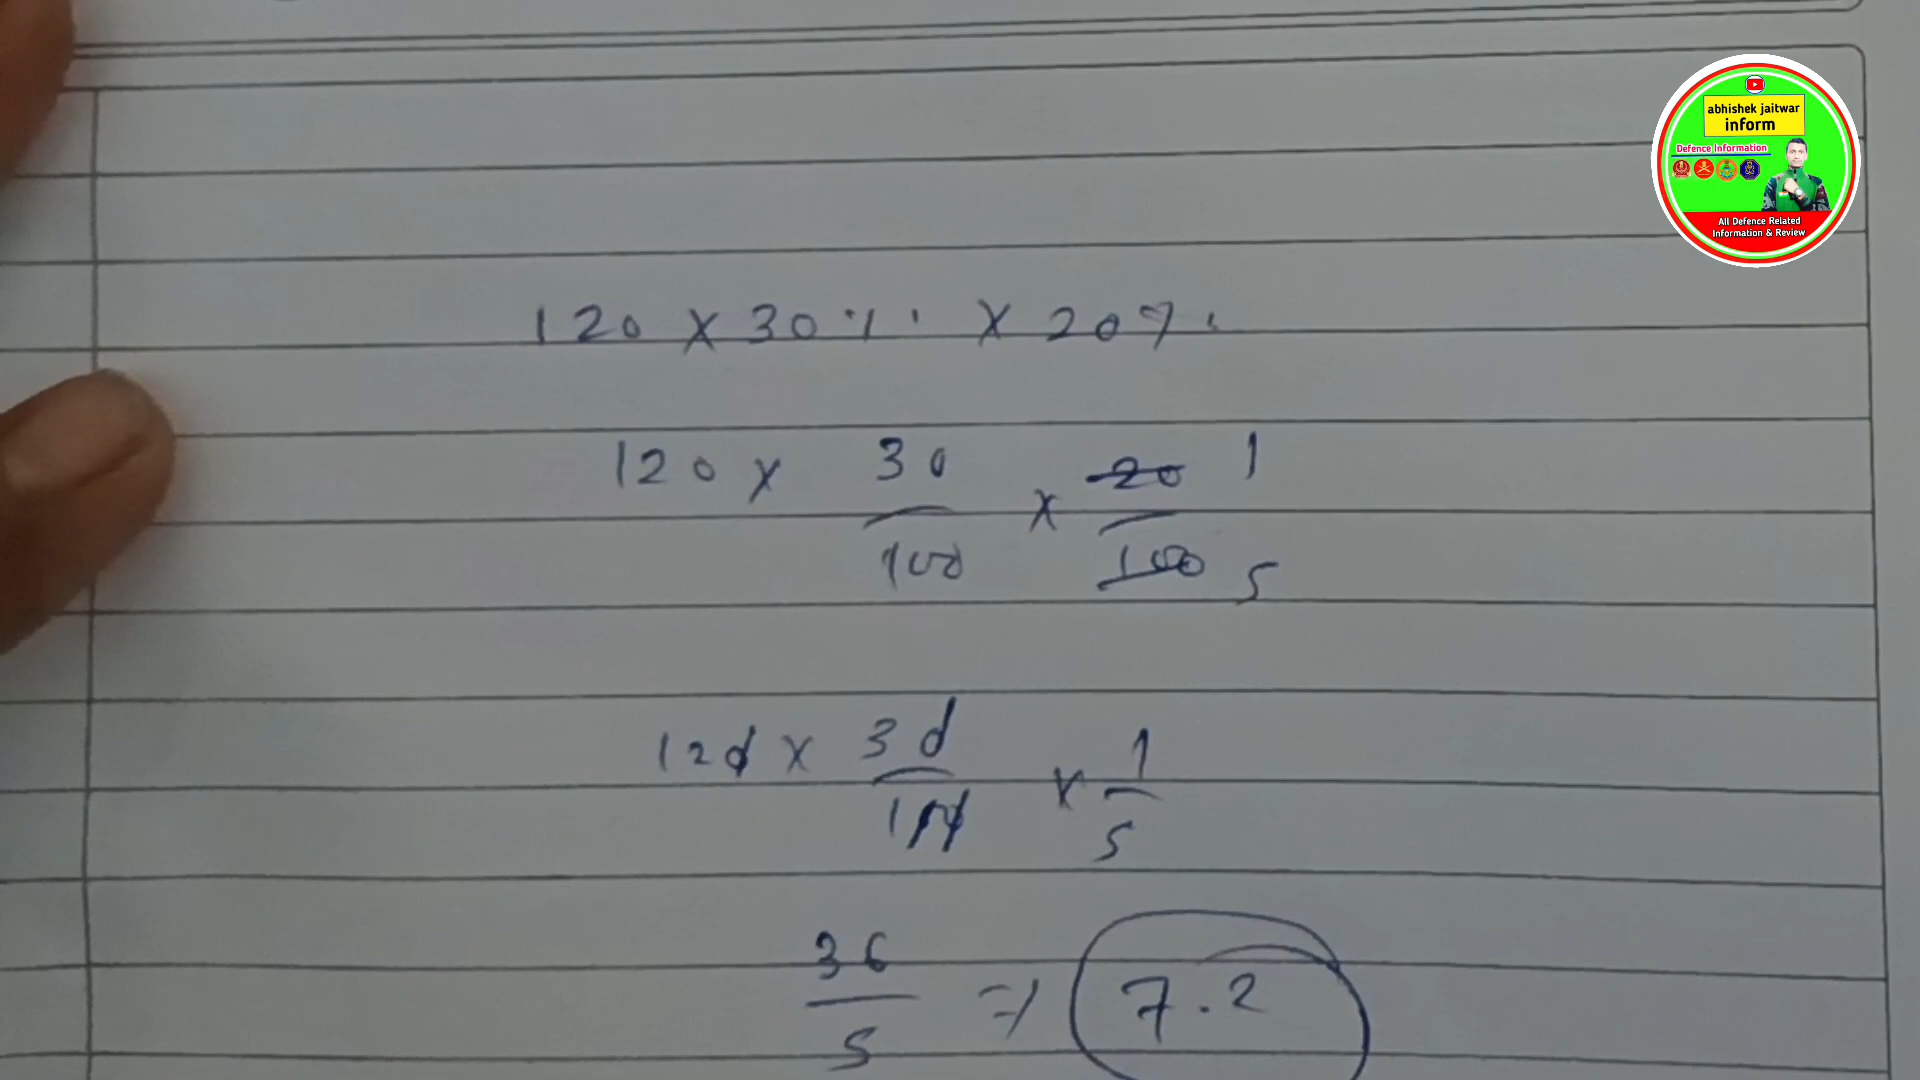 abhishek jaitwar
inform
Defence Information
All Defence Related
Information & Review
120 x 30% x 20%
120 x 30/100 x 20/100 1 5
120 x 30/100 x 1/5
36/5 => 7.2